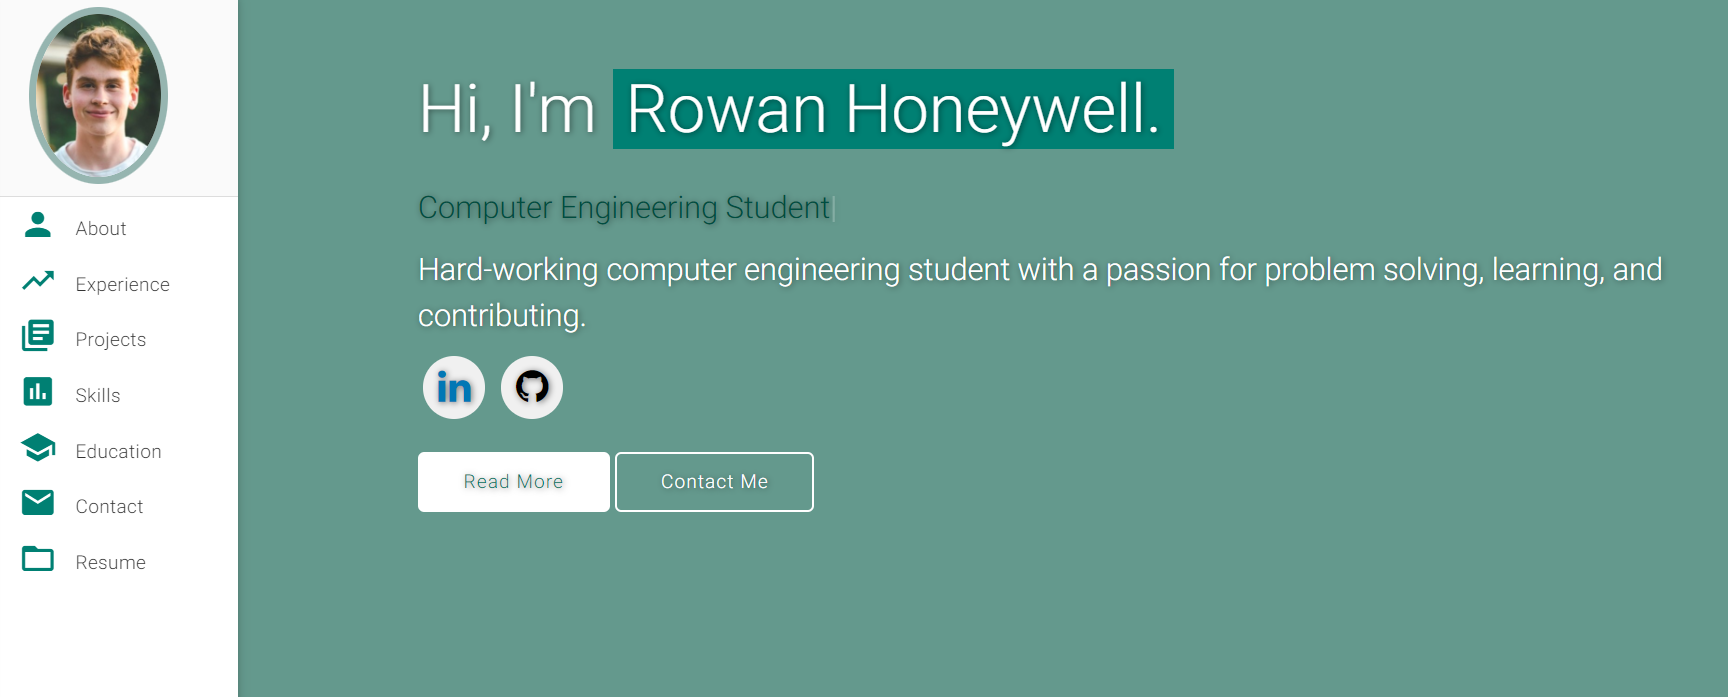 About
Experience
Projects
Skills
Education
Contact
Resume
Hi, I'm Rowan Honeywell.
Computer Engineering Student
Hard-working computer engineering student with a passion for problem solving, learning, and
contributing.
in
Read More
Contact Me